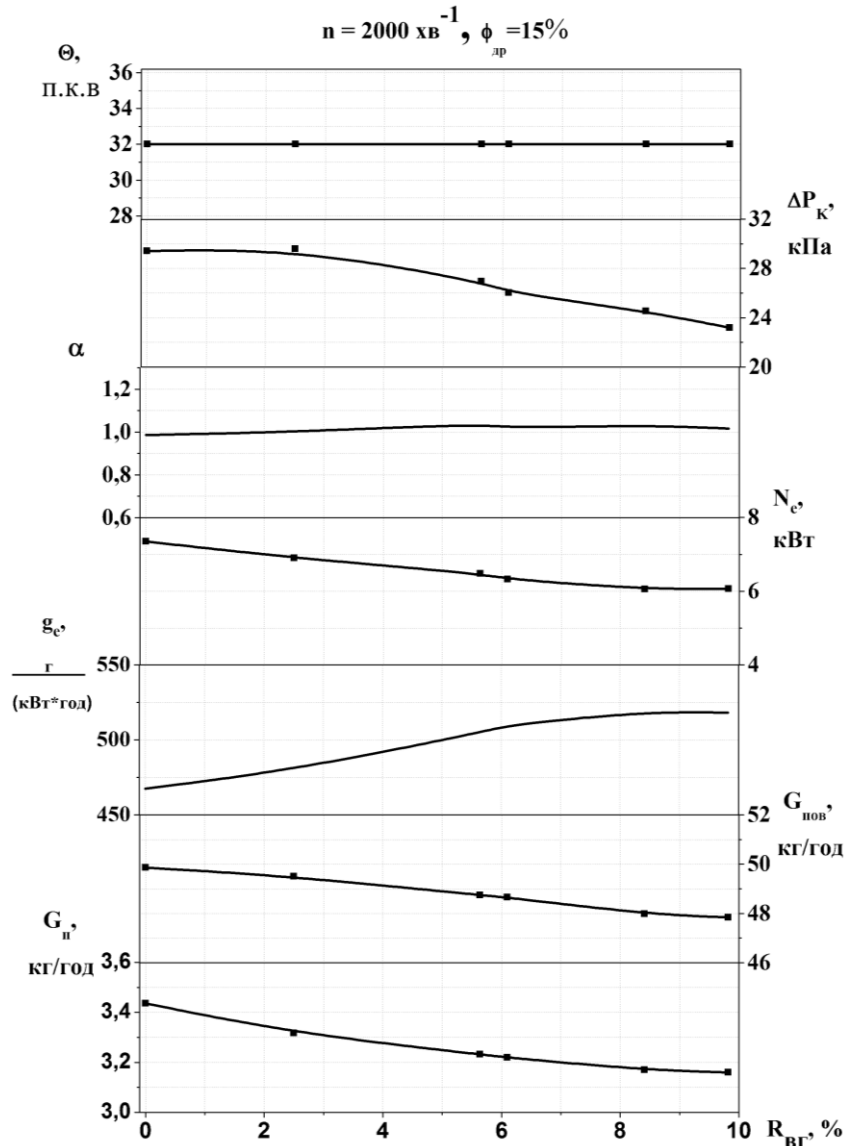 n = 2000 хв⁻¹, ϕдр=15%
Θ,
п.к.в
36
34
32
30
28
32
ΔPК,
кПа
28
24
20
α
1,2
1,0
0,8
0,6
8
Nе,
кВт
6
4
gе,
г
(кВт*год)
550
500
450
52
Gпов,
кг/год
50
48
46
Gп,
кг/год
3,6
3,4
3,2
3,0
0 2 4 6 8 10 RВГ, %